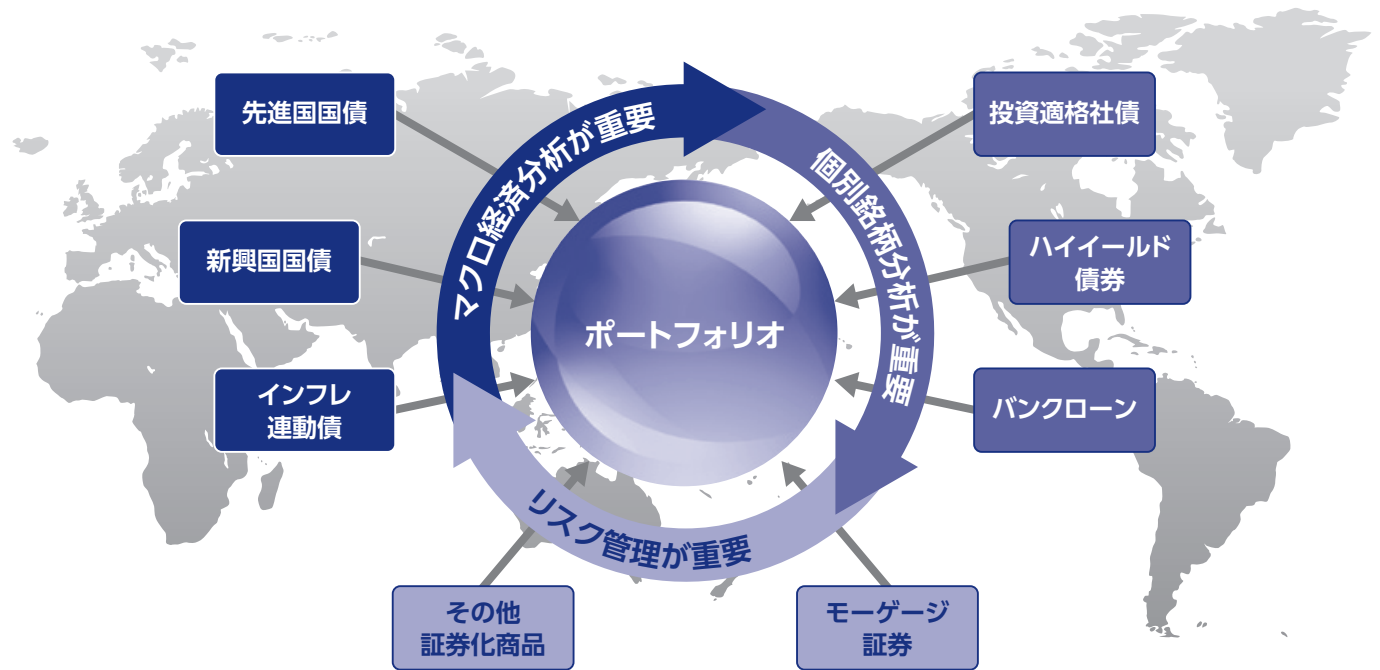 先進国国債
新興国国債
インフレ
連動債
マクロ経済分析が重要
ポートフォリオ
個別銘柄分析が重要
投資適格社債
ハイイールド
債券
バンクローン
リスク管理が重要
その他
証券化商品
モーゲージ
証券